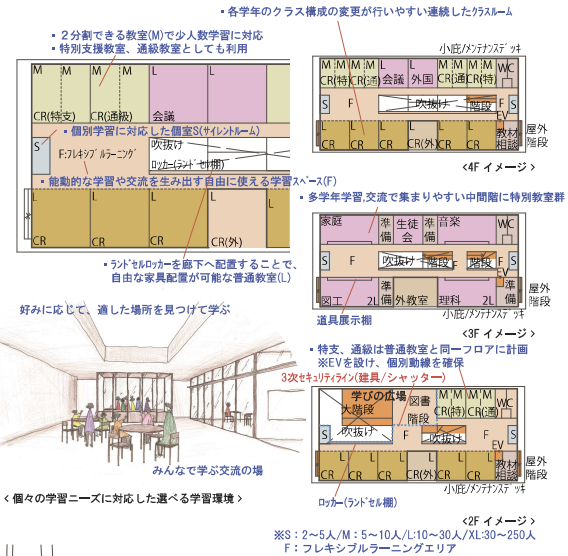 ・各学年のクラス構成の変更が行いやすい連続したクラスルーム
・２分割できる教室(M)で少人数学習に対応
・特別支援教室、通級教室としても利用
M M M M L L
CR(特支) CR(通級) 会議
・個別学習に対応した個室S(サイレントルーム)
S
F:フレキシブルラーニング
吹抜け
ロッカー(ランドセル棚)
・能動的な学習や交流を生み出す自由に使える学習スペース(F)
L L L L
CR CR CR CR(外)
・ランドセルロッカーを廊下へ配置することで、
自由な家具配置が可能な普通教室(L)
小庇/メンテナンスデッキ
M M M M L L M M M M WC
CR(特) CR(通) 会議 外国 CR(通) CR(特)
S F 吹抜け 階段 F S
EV
L L L L L
CR CR CR CR(外) CR CR 教材
相談
屋外
階段
<4F イメージ>
・多学年学習,交流で集まりやすい中間階に特別教室群
家庭 準備 生徒会 準備 音楽 WC
S F 吹抜け 階段 F 階段 F S
EV
図工 2L 準備 外教室 理科 2L 準備
屋外
階段
道具展示棚
小庇/メンテナンスデッキ
<3F イメージ>
・特支、通級は普通教室と同一フロアに計画
※EVを設け、個別動線を確保
3次セキュリティライン(建具/シャッター)
学びの広場
大階段 図書 M M M M WC
階段 CR(特) CR(通)
S 吹抜け F 吹抜け F S
EV
L L L L L L
CR CR CR CR(外) CR CR 教材
相談
屋外
階段
小庇/メンテナンスデッキ
ロッカー(ランドセル棚)
<2F イメージ>
※S：2～5人/M：5～10人/L:10～30人/XL:30～250人
F：フレキシブルラーニングエリア
好みに応じて、適した場所を見つけて学ぶ
みんなで学ぶ交流の場
<個々の学習ニーズに対応した選べる学習環境>